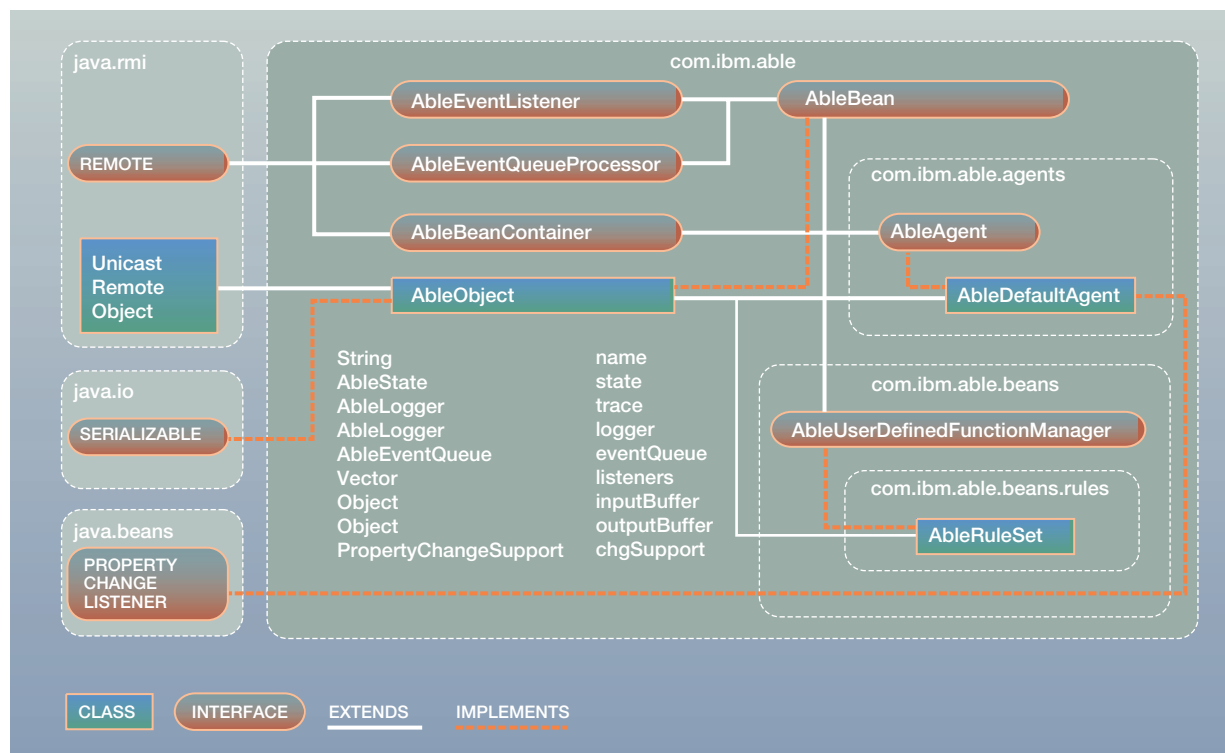 java.rmi
REMOTE
Unicast
Remote
Object
java.io
SERIALIZABLE
java.beans
PROPERTY
CHANGE
LISTENER
com.ibm.able
AbleEventListener
AbleBean
AbleEventQueueProcessor
com.ibm.able.agents
AbleBeanContainer
AbleAgent
AbleObject
AbleDefaultAgent
String name
AbleState state
AbleLogger trace
AbleLogger logger
AbleEventQueue eventQueue
Vector listeners
Object inputBuffer
Object outputBuffer
PropertyChangeSupport chgSupport
com.ibm.able.beans
AbleUserDefinedFunctionManager
com.ibm.able.beans.rules
AbleRuleSet
CLASS
INTERFACE
EXTENDS
IMPLEMENTS